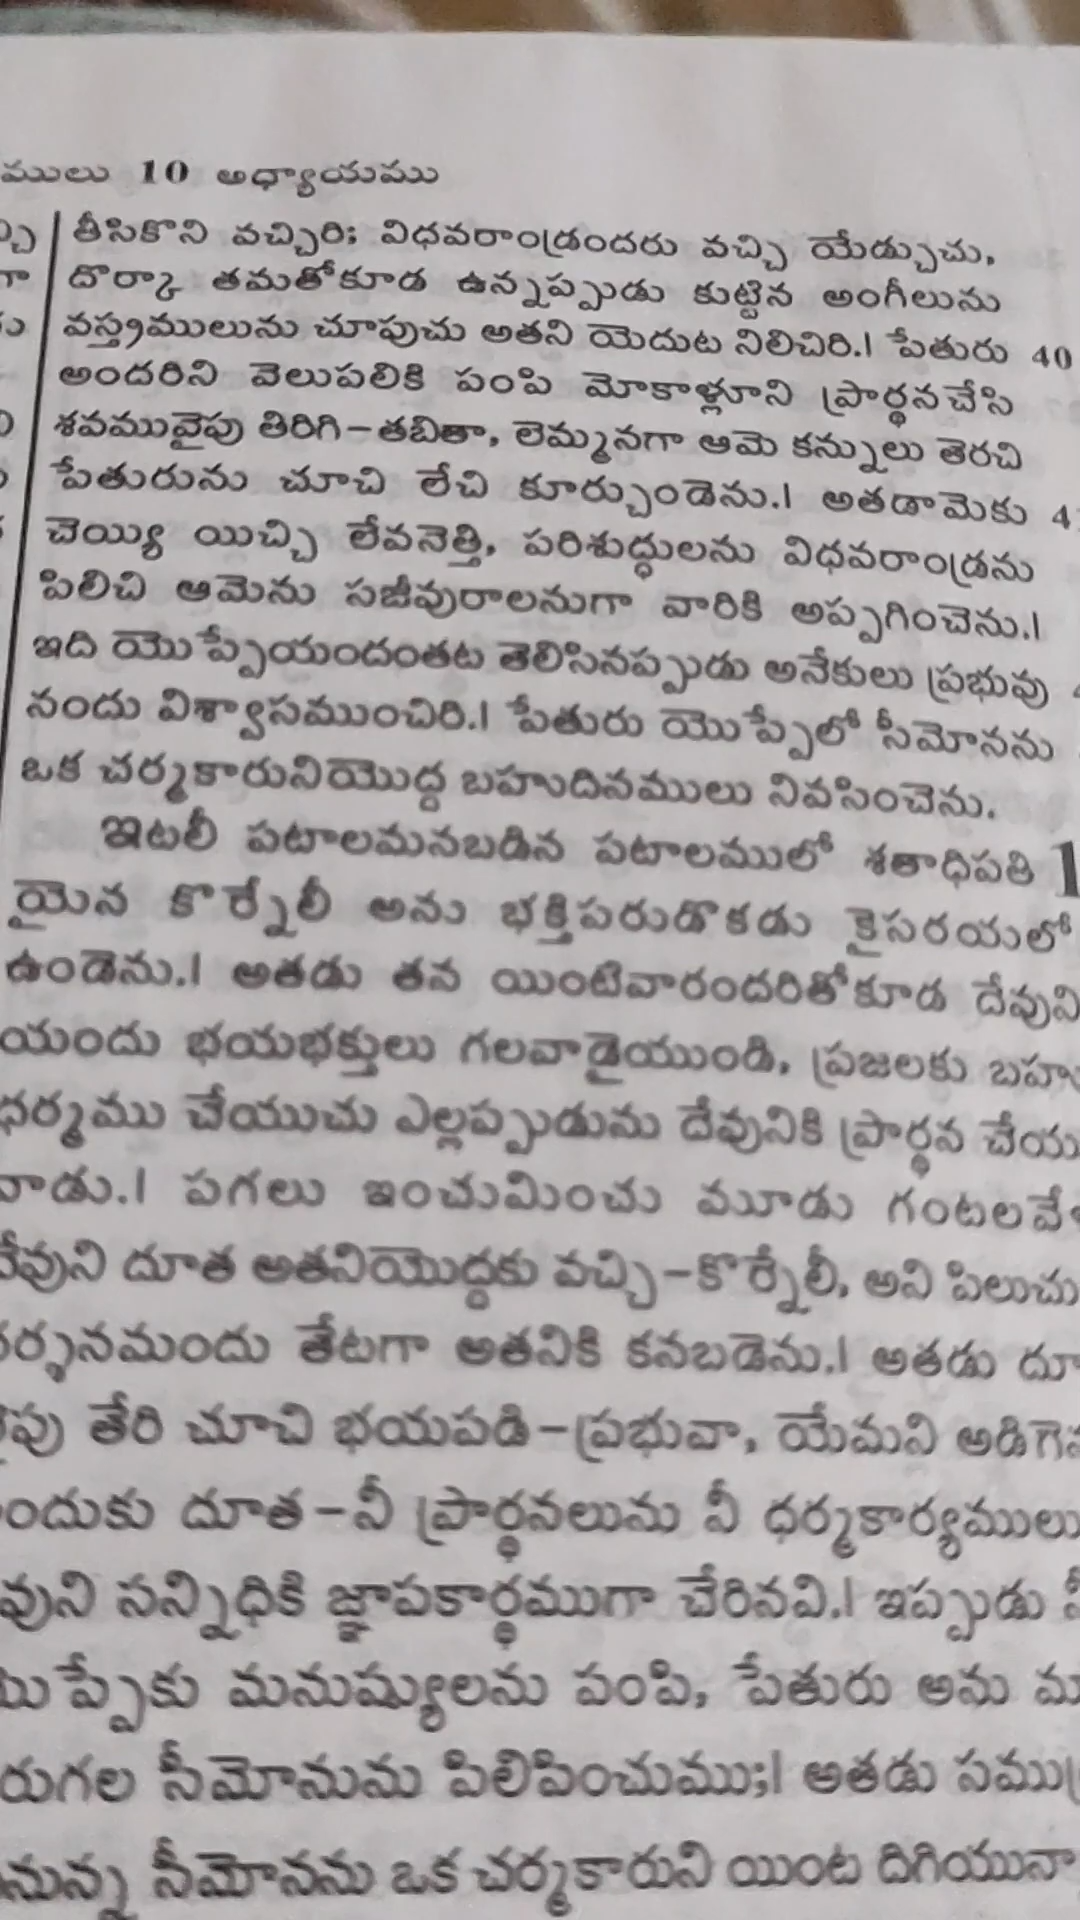 ములు 10 అధ్యాయము
తీసికొని వచ్చిరి; విధవరాండ్రందరు వచ్చి యేడ్చుచు,
దొర్కా తమతోకూడ ఉన్నప్పుడు కుట్టిన అంగీలును
వస్త్రములును చూపుచు అతని యెదుట నిలిచిరి.| పేతురు 40
అందరిని వెలుపలికి పంపి మోకాళ్లూని ప్రార్థనచేసి
శవమువైపు తిరిగి–తబితా, లెమ్మనగా ఆమె కన్నులు తెరచి
పేతురును చూచి లేచి కూర్చుండెను.| అతడామెకు 4
చెయ్యి యిచ్చి లేవనెత్తి, పరిశుద్ధులను విధవరాండ్రను
పిలిచి ఆమెను సజీవురాలనుగా వారికి అప్పగించెను.|
ఇది యొప్పేయందంతట తెలిసినప్పుడు అనేకులు ప్రభువు
నందు విశ్వాసముంచిరి.| పేతురు యొప్పేలో సీమోనను
ఒక చర్మకారునియొద్ద బహుదినములు నివసించెను.
ఇటలీ పటాలమనబడిన పటాలములో శతాధిపతి 1
యైన కొర్నేలీ అను భక్తిపరుడొకడు కైసరయలో
ఉండెను.| అతడు తన యింటివారందరితోకూడ దేవుని
యందు భయభక్తులు గలవాడైయుండి, ప్రజలకు బహు
ధర్మము చేయుచు ఎల్లప్పుడును దేవునికి ప్రార్థన చేయు
వాడు.| పగలు ఇంచుమించు మూడు గంటలవే
దేవుని దూత అతనియొద్దకు వచ్చి–కొర్నేలీ, అని పిలుచు
దర్శనమందు తేటగా అతనికి కనబడెను.| అతడు దూ
పు తేరి చూచి భయపడి–ప్రభువా, యేమని అడిగె
ందుకు దూత–నీ ప్రార్థనలును నీ ధర్మకార్యములు
వుని సన్నిధికి జ్ఞాపకార్థముగా చేరినవి.| ఇప్పుడు నీ
ప్పేకు మనుష్యులను పంపి, పేతురు అను మా
రుగల సీమోనును పిలిపించుము;| అతడు సము
నున్న సీమోనను ఒక చర్మకారుని యింట దిగియున్నా